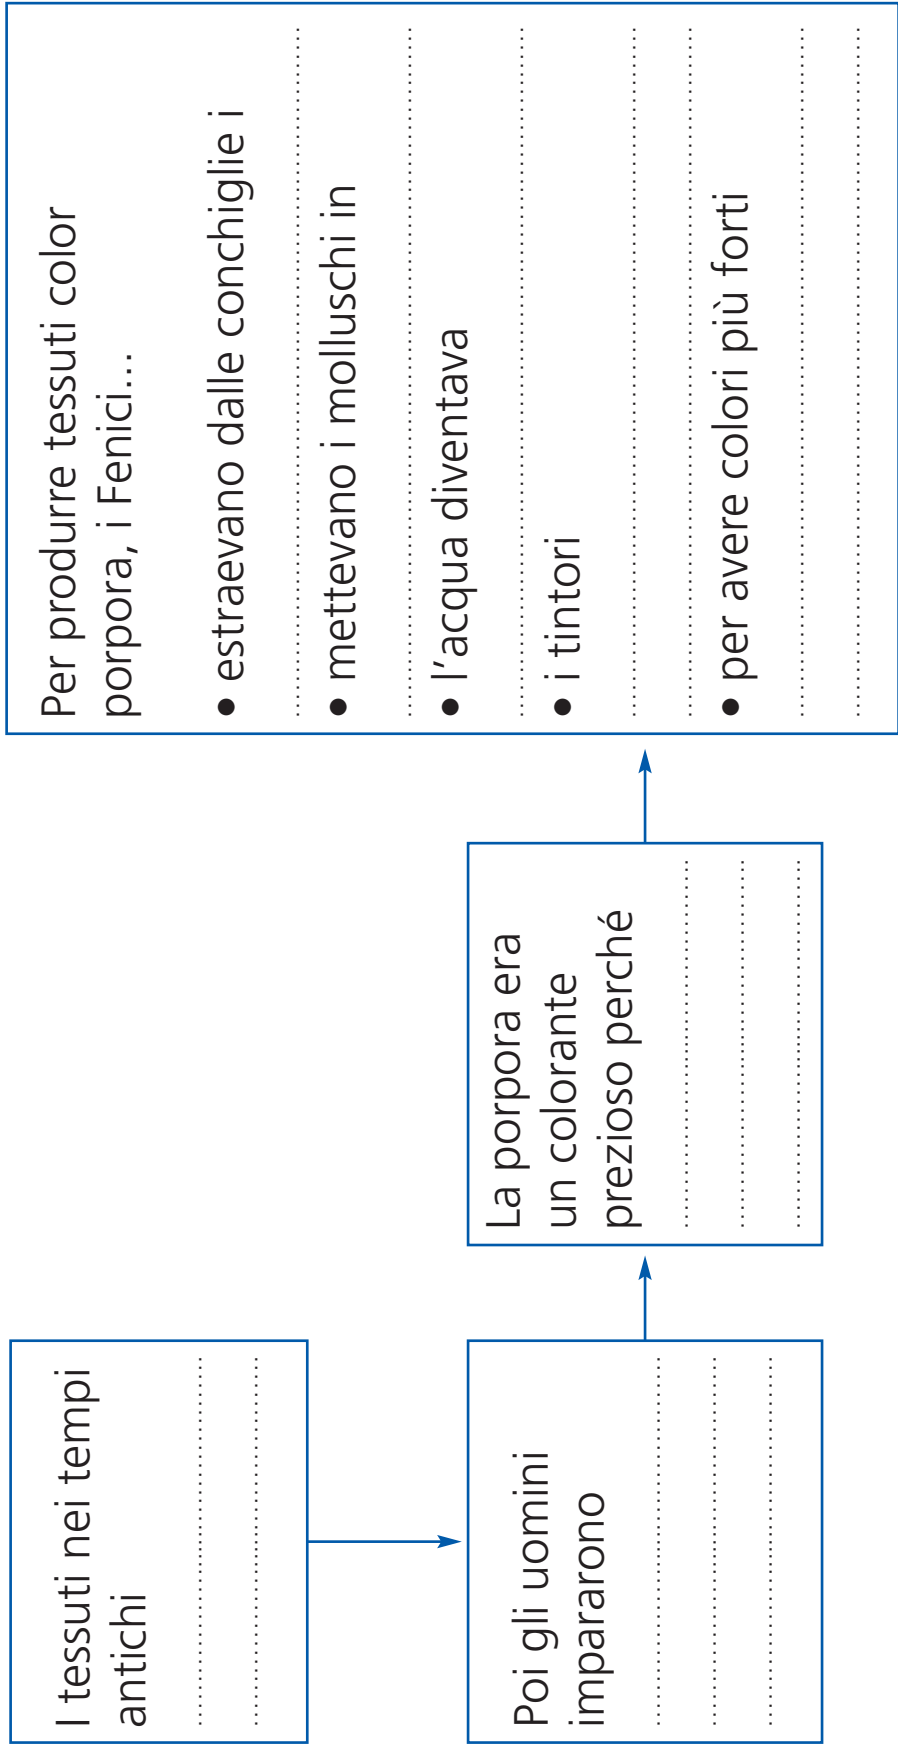 I tessuti nei tempi
antichi
Poi gli uomini
impararono
La porpora era
un colorante
prezioso perché
Per produrre tessuti color
porpora, i Fenici...
• estraevano dalle conchiglie i
• mettevano i molluschi in
• l'acqua diventava
• i tintori
• per avere colori più forti